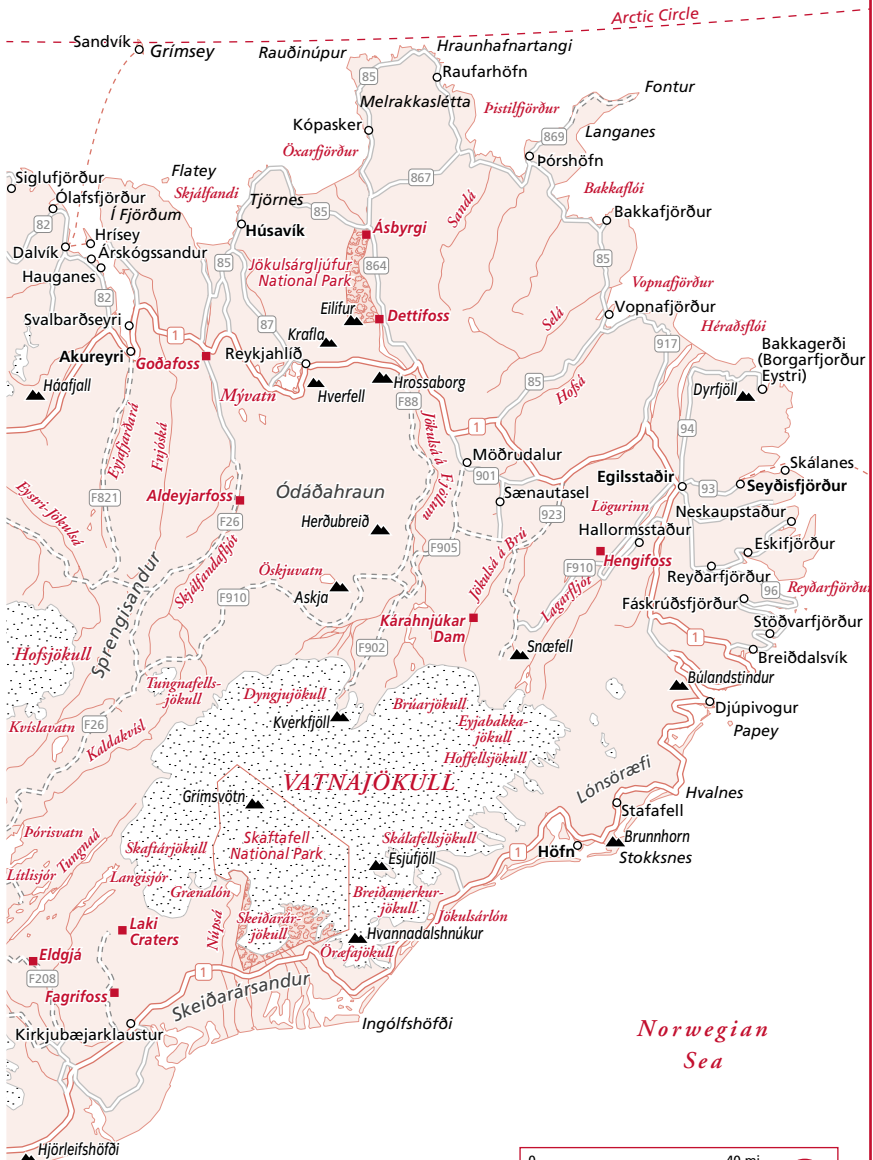 Arctic Circle
Sandvík
Grímsey
Rauðinúpur
Hraunhafnartangi
Raufarhöfn
85
Melrakkaslétta
Fontur
Þistilfjörður
869
Langanes
Kópasker
Öxarfjörður
Þórshöfn
Flatey
867
Siglufjörður
Skjálfandi
Tjörnes
Sandá
Bakkaflói
Ólafsfjörður
Í Fjörðum
85
Bakkafjörður
82
Hrísey
Húsavík
Ásbyrgi
Dalvík
Árskógssandur
85
Jökulsárgljúfur
National Park
864
85
Hauganes
Vopnafjörður
82
Eilífur
Dettifoss
Selá
Vopnafjörður
Svalbarðseyri
87
Héraðsflói
1
Krafla
917
Bakkagerði
(Borgarfjorður
Eystri)
Akureyri
Goðafoss
Reykjahlíð
Háafjall
Mývatn
Hverfell
Hrossaborg
85
Hofsá
Dyrfjöll
F88
Eyjafjarðará
Fnjóská
Jökulsá á Fjöllum
1
94
Möðrudalur
Skálanes
901
Egilsstaðir
93
Seyðisfjörður
F821
Aldeyjarfoss
Ódáðahraun
Sænautasel
Lögurinn
Neskaupstaður
Eystri-Jökulsá
F26
Herðubreið
923
Hallormsstaður
Eskifjörður
F905
Jökulsá á Brú
Hengifoss
Skjálfandafljót
Öskjuvatn
F910
Reyðarfjörður
Sprengisandur
F910
Askja
Lagarfljót
96
Reyðarfjörður
Fáskrúðsfjörður
Kárahnjúkar
Dam
Stöðvarfjörður
Hofsjökull
F902
Snæfell
1
Breiðdalsvík
Tungnafells-
jökull
Dyngjujökull
Brúarjökull
Búlandstindur
Kvíslavatn
F26
Kverkfjöll
Eyjabakka-
jökull
Djúpivogur
Kaldakvísl
Hoffellsjökull
Papey
VATNAJÖKULL
Lónsöræfi
Grímsvötn
Hvalnes
Stafafell
Þórisvatn
Tungnaá
Skaftárjökull
Skaftafell
National Park
Skálafellsjökull
1
Höfn
Brunnhorn
Stokksnes
Litlisjór
Langisjór
Esjufjöll
Grænalón
Breiðamerkur-
jökull
Jökulsárlón
Laki
Craters
Núpsá
Skeiðarár-
jökull
Hvannadalshnúkur
Eldgjá
Öræfajökull
F208
1
Fagrifoss
Skeiðarársandur
Kirkjubæjarklaustur
Ingólfshöfði
Norwegian
Sea
Hjörleifshöfði
0
40 mi